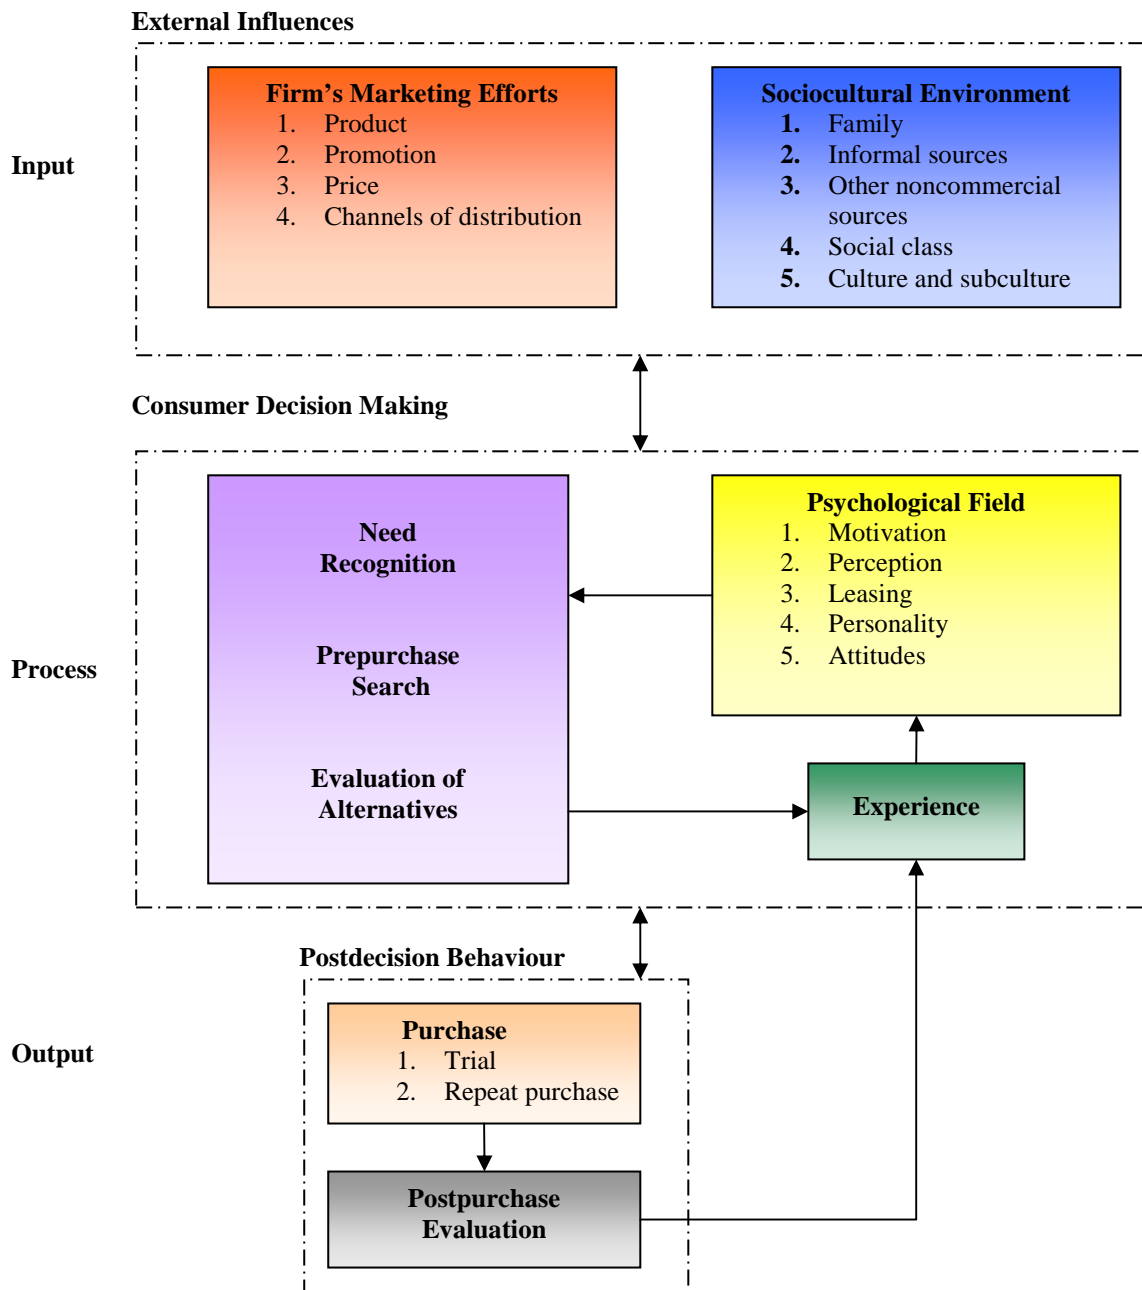 External Influences
Input
Firm's Marketing Efforts
1. Product
2. Promotion
3. Price
4. Channels of distribution
Sociocultural Environment
1. Family
2. Informal sources
3. Other noncommercial
sources
4. Social class
5. Culture and subculture
Consumer Decision Making
Process
Need
Recognition
Prepurchase
Search
Evaluation of
Alternatives
Psychological Field
1. Motivation
2. Perception
3. Leasing
4. Personality
5. Attitudes
Experience
Postdecision Behaviour
Output
Purchase
1. Trial
2. Repeat purchase
Postpurchase
Evaluation